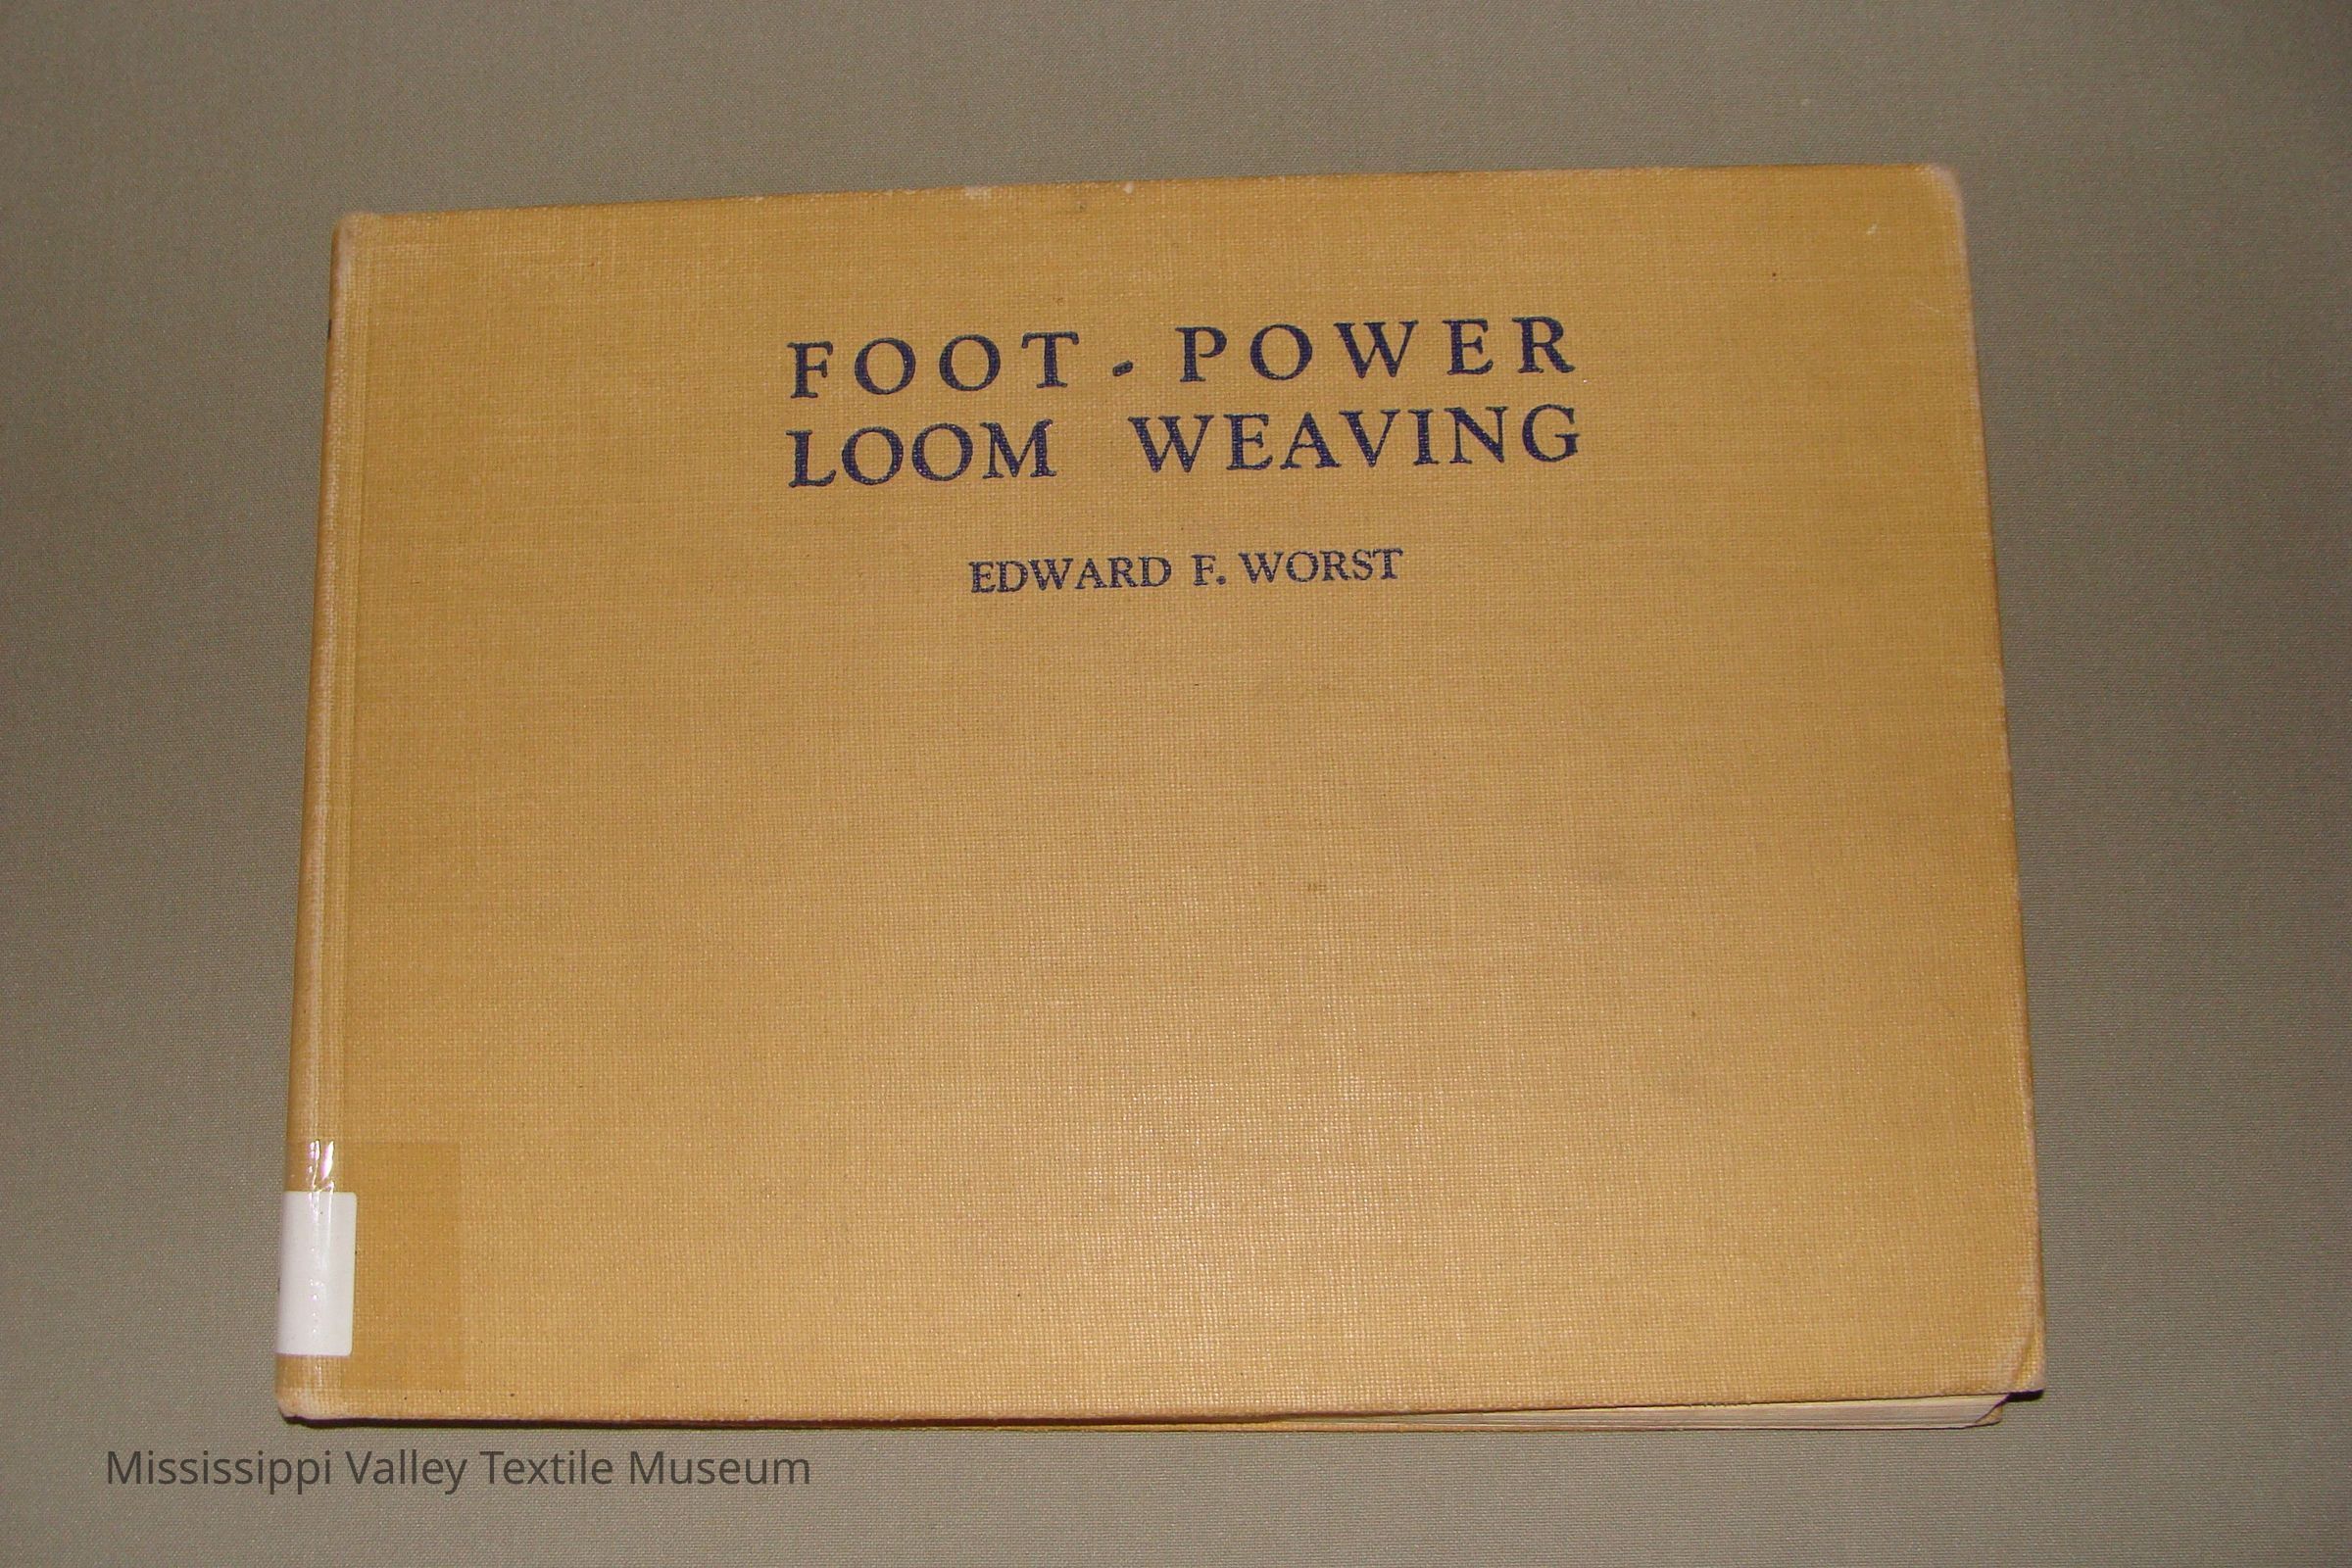 FOOT-POWER
LOOM WEAVING
EDWARD F. WORST
Mississippi Valley Textile Museum